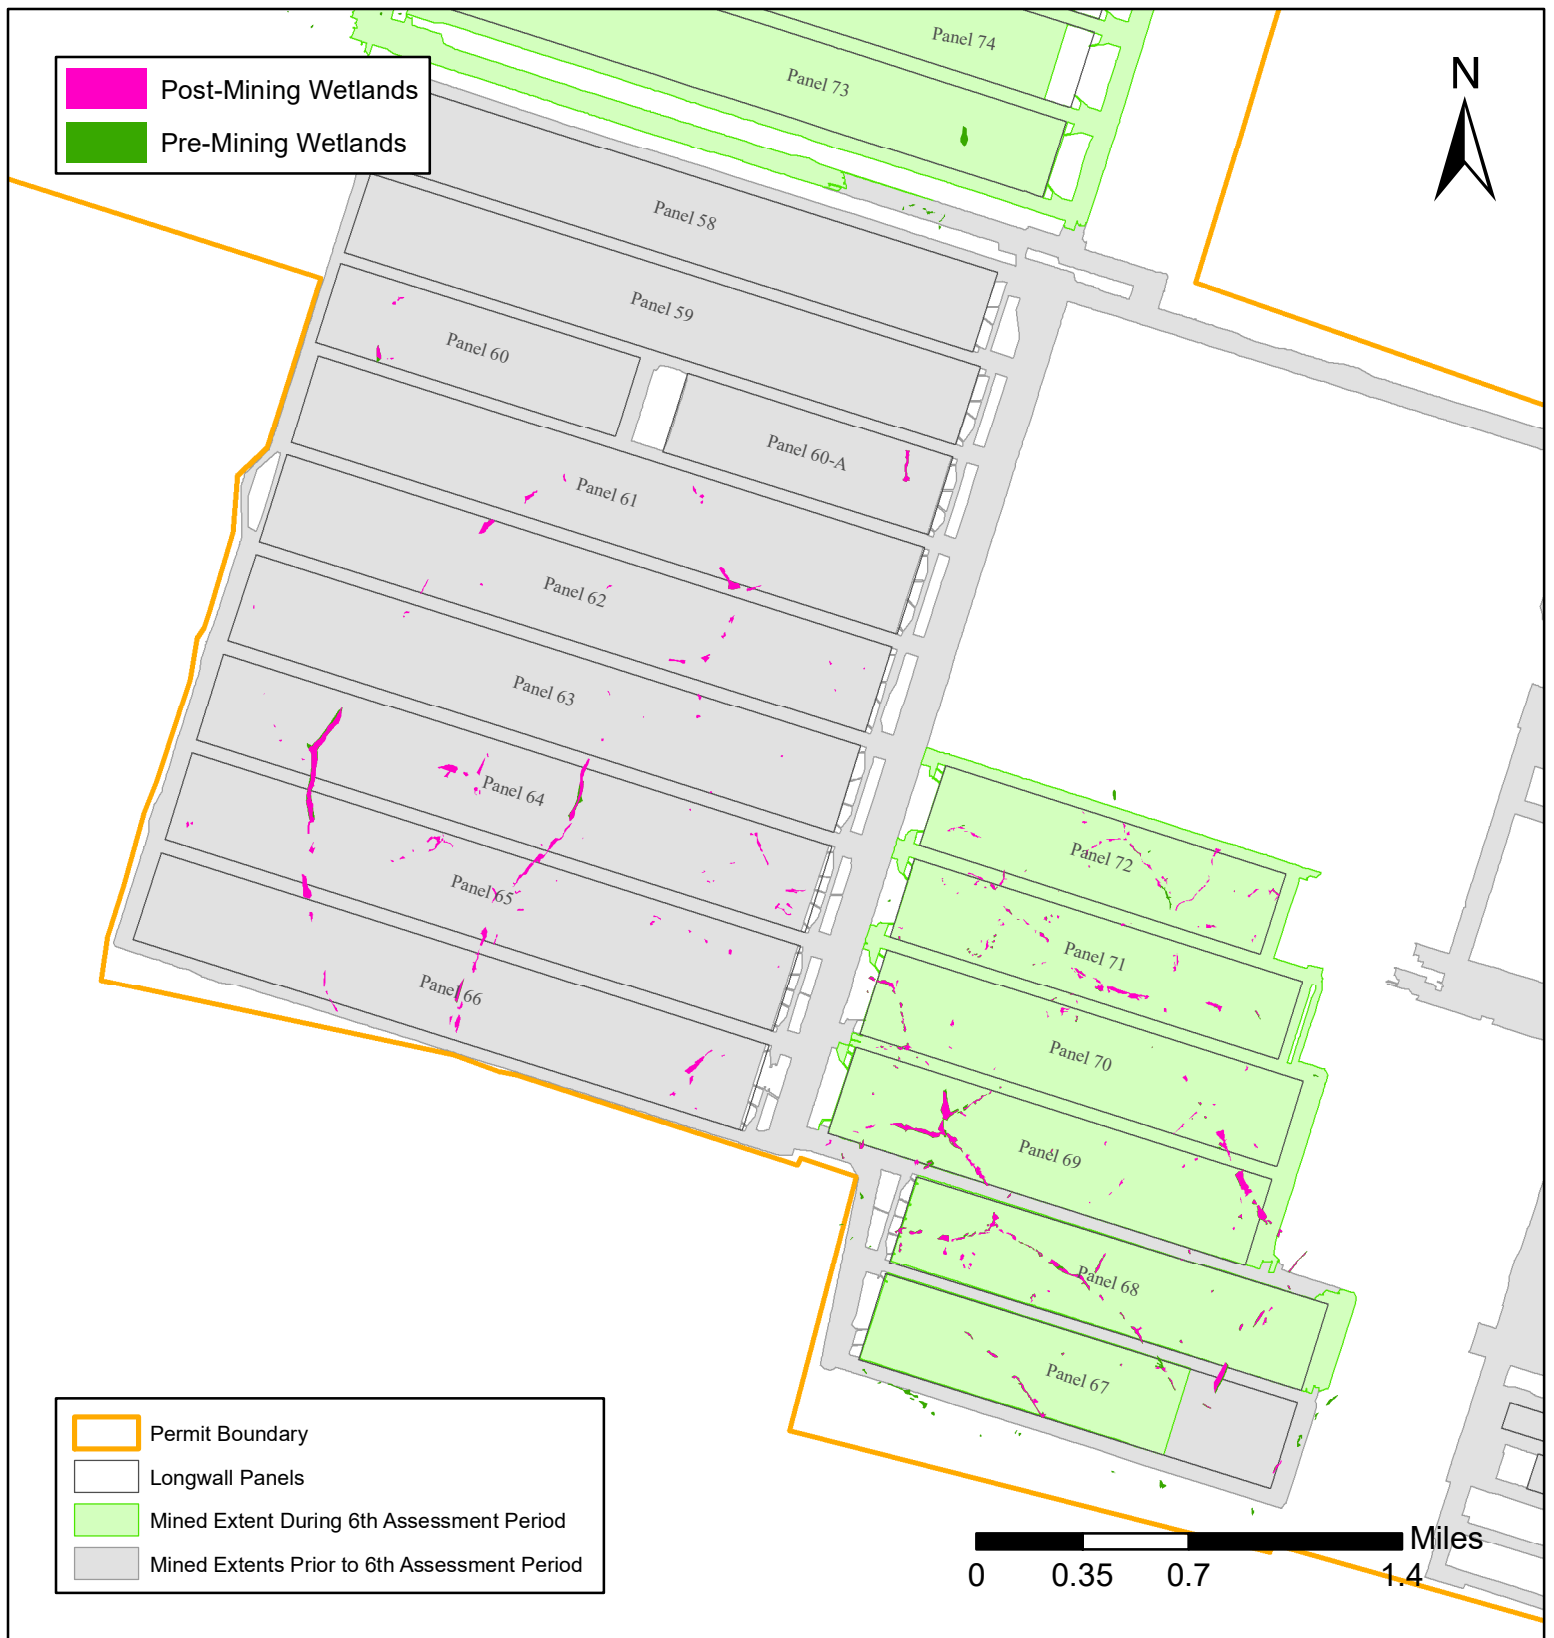 Panel 74
Panel 73
N
Post-Mining Wetlands
Pre-Mining Wetlands
Panel 58
Panel 59
Panel 60
Panel 60-A
Panel 61
Panel 62
Panel 63
Panel 64
Panel 65
Panel 66
Panel 72
Panel 71
Panel 70
Panel 69
Panel 68
Panel 67
Permit Boundary
Longwall Panels
Mined Extent During 6th Assessment Period
Mined Extents Prior to 6th Assessment Period
Miles
0 0.35 0.7 1.4